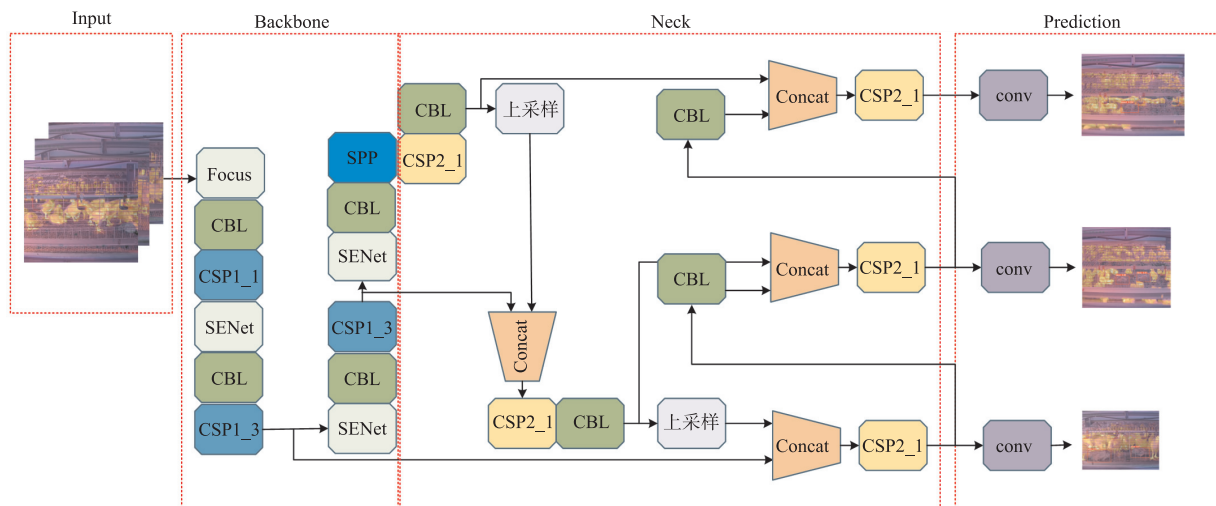 Input
Backbone
Neck
Prediction
Focus
CBL
CSP1_1
SENet
CBL
CSP1_3
SPP
CBL
SENet
CSP1_3
CBL
SENet
CBL
CSP2_1
上采样
Concat
CSP2_1
CBL
上采样
CBL
Concat
CSP2_1
CBL
Concat
CSP2_1
Concat
CSP2_1
conv
conv
conv